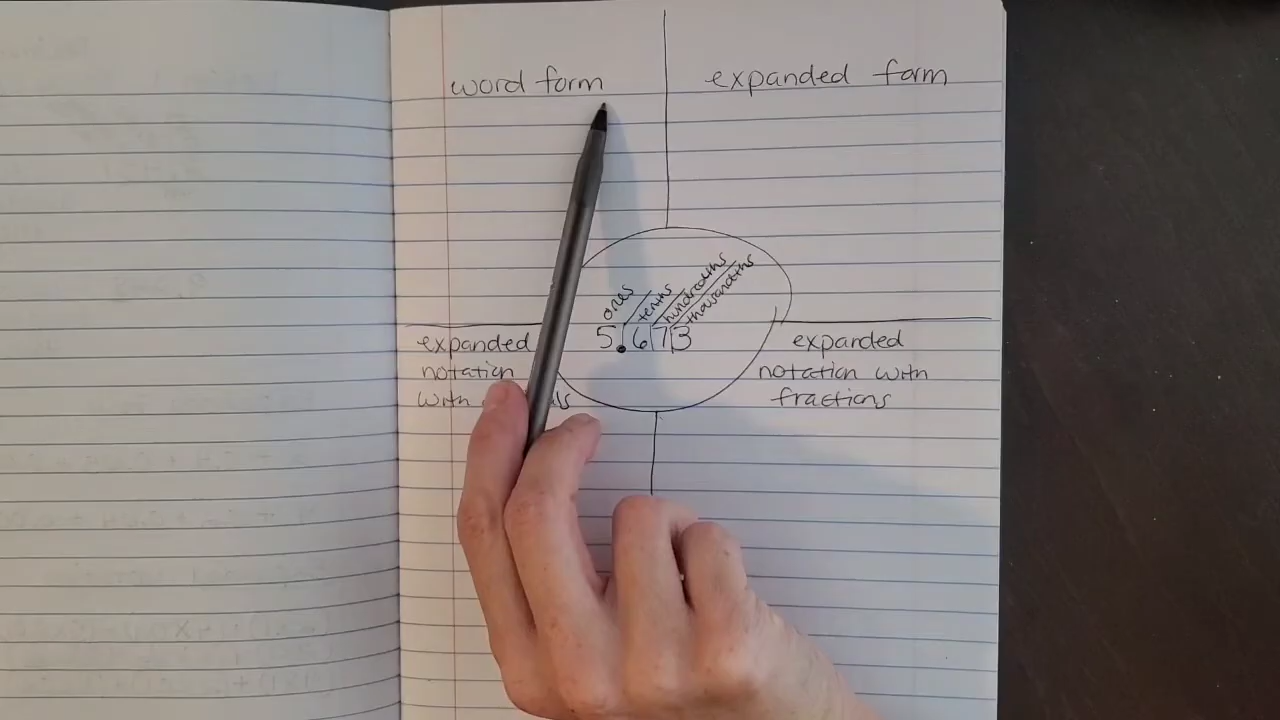 word form
expanded form
ones
tenths
hundredths
thousandths
5.673
expanded
notation
with
expanded
notation with
fractions